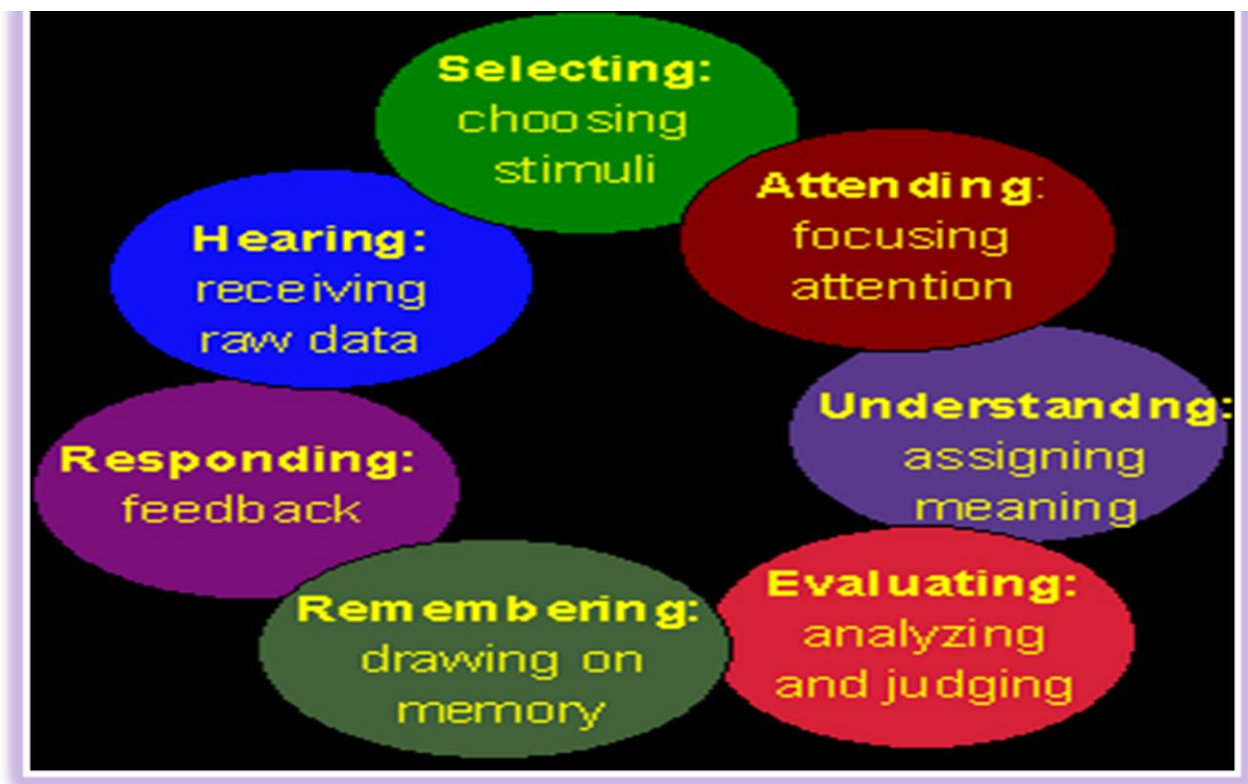 Selecting:
choosing
stimuli
Attending:
focusing
attention
Understandng:
assigning
meaning
Evaluating:
analyzing
and judging
Remembering:
drawing on
memory
Responding:
feedback
Hearing:
receiving
raw data